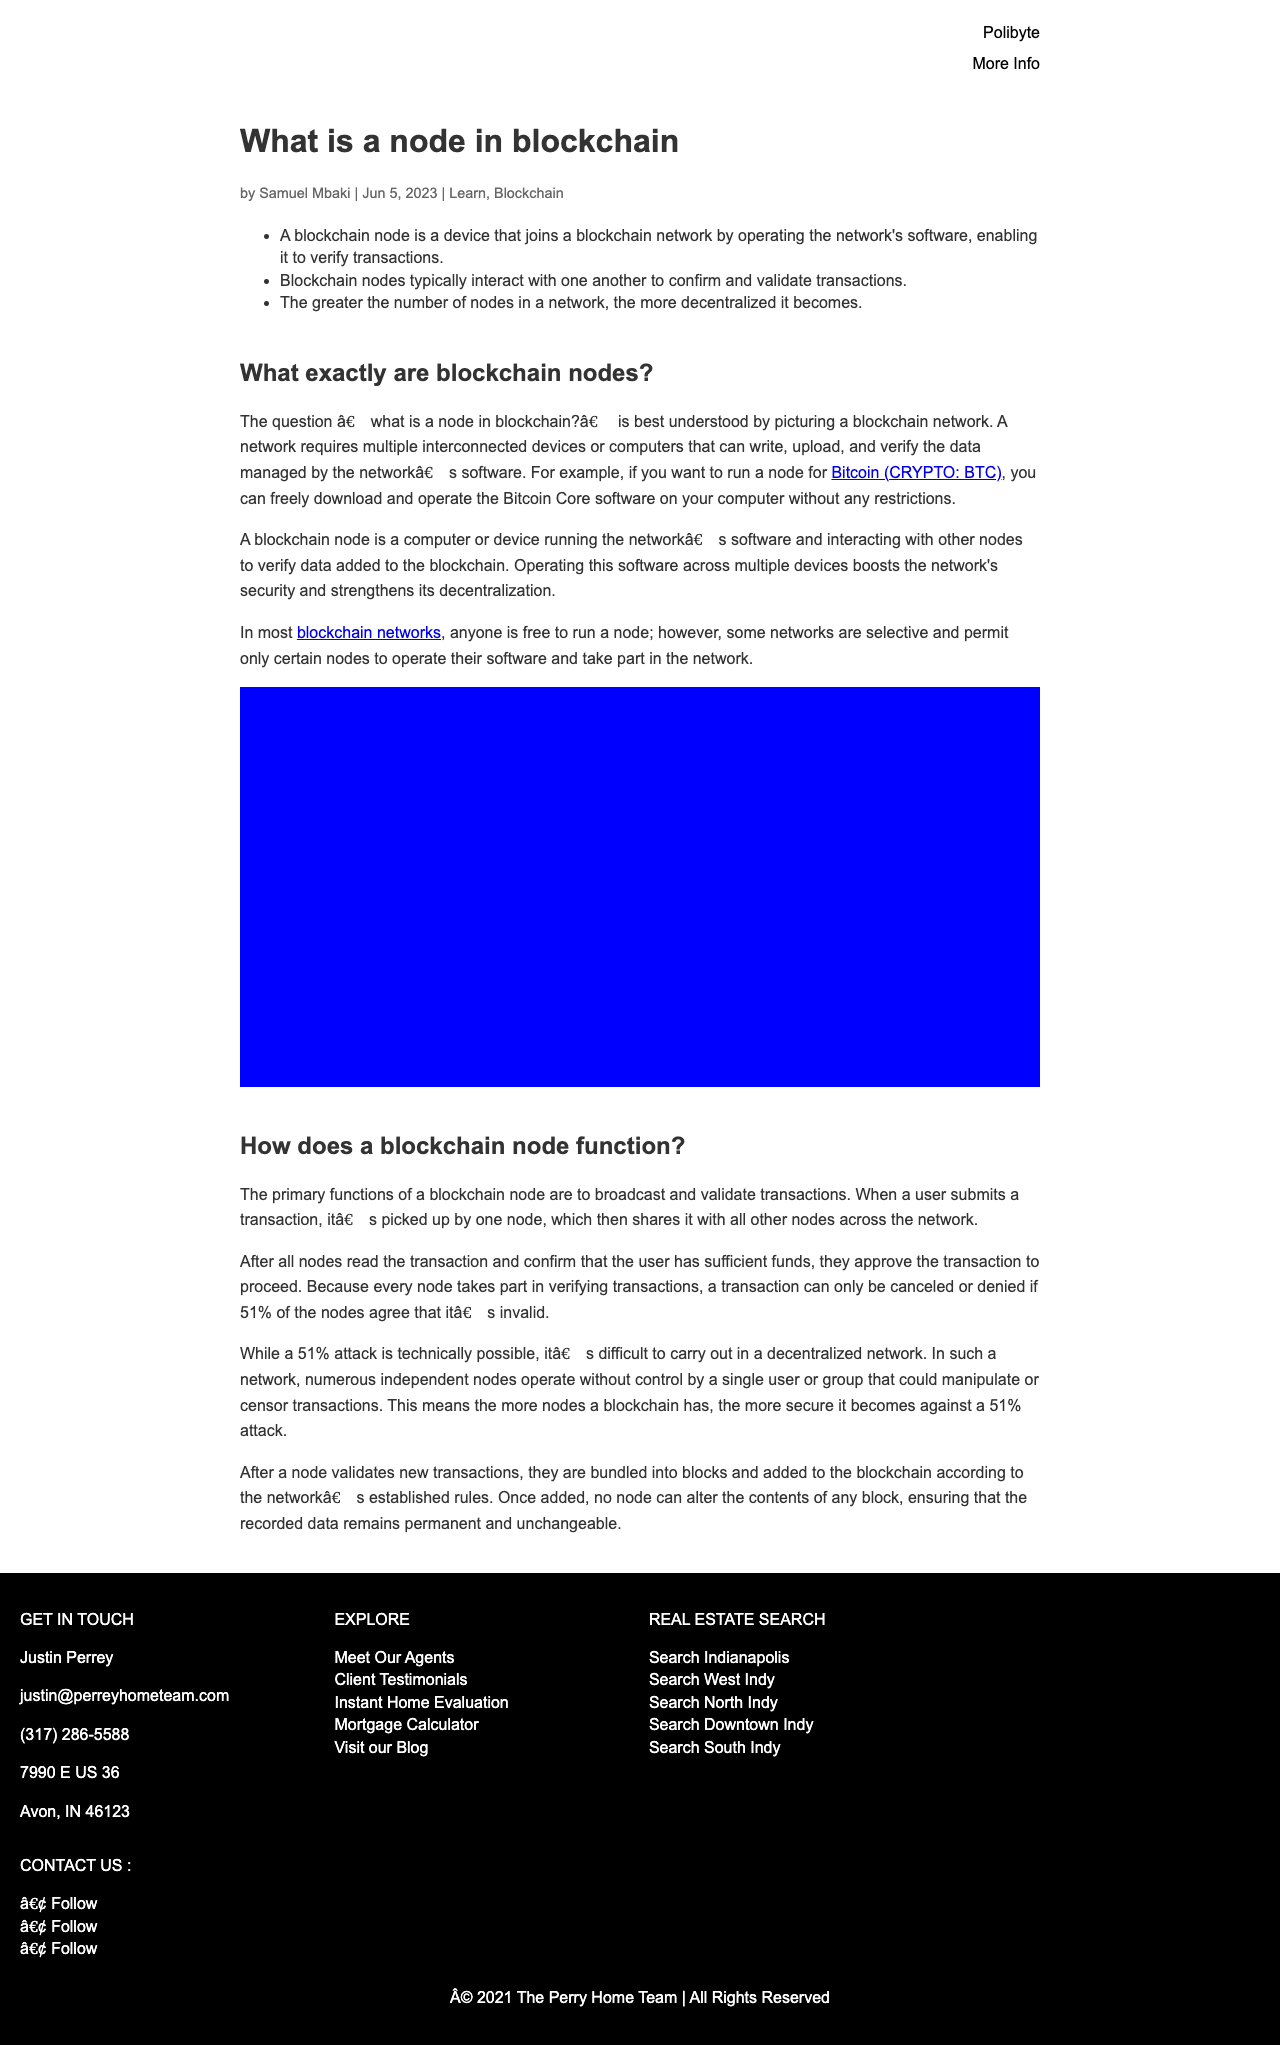 Polibyte
More Info
What is a node in blockchain
by Samuel Mbaki | Jun 5, 2023 | Learn, Blockchain
• A blockchain node is a device that joins a blockchain network by operating the network's software, enabling
it to verify transactions.
• Blockchain nodes typically interact with one another to confirm and validate transactions.
• The greater the number of nodes in a network, the more decentralized it becomes.
What exactly are blockchain nodes?
The question â€ what is a node in blockchain?â€ is best understood by picturing a blockchain network. A
network requires multiple interconnected devices or computers that can write, upload, and verify the data
managed by the networkâ€ s software. For example, if you want to run a node for Bitcoin (CRYPTO: BTC), you
can freely download and operate the Bitcoin Core software on your computer without any restrictions.
A blockchain node is a computer or device running the networkâ€ s software and interacting with other nodes
to verify data added to the blockchain. Operating this software across multiple devices boosts the network's
security and strengthens its decentralization.
In most blockchain networks, anyone is free to run a node; however, some networks are selective and permit
only certain nodes to operate their software and take part in the network.
How does a blockchain node function?
The primary functions of a blockchain node are to broadcast and validate transactions. When a user submits a
transaction, itâ€ s picked up by one node, which then shares it with all other nodes across the network.
After all nodes read the transaction and confirm that the user has sufficient funds, they approve the transaction to
proceed. Because every node takes part in verifying transactions, a transaction can only be canceled or denied if
51% of the nodes agree that itâ€ s invalid.
While a 51% attack is technically possible, itâ€ s difficult to carry out in a decentralized network. In such a
network, numerous independent nodes operate without control by a single user or group that could manipulate or
censor transactions. This means the more nodes a blockchain has, the more secure it becomes against a 51%
attack.
After a node validates new transactions, they are bundled into blocks and added to the blockchain according to
the networkâ€ s established rules. Once added, no node can alter the contents of any block, ensuring that the
recorded data remains permanent and unchangeable.
GET IN TOUCH
Justin Perrey
justin@perreyhometeam.com
(317) 286-5588
7990 E US 36
Avon, IN 46123
EXPLORE
Meet Our Agents
Client Testimonials
Instant Home Evaluation
Mortgage Calculator
Visit our Blog
REAL ESTATE SEARCH
Search Indianapolis
Search West Indy
Search North Indy
Search Downtown Indy
Search South Indy
CONTACT US :
â€¢ Follow
â€¢ Follow
â€¢ Follow
Â© 2021 The Perry Home Team | All Rights Reserved